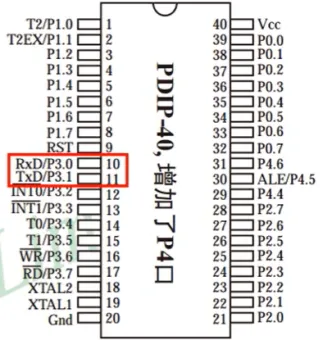 T2/P1.0 1 40 Vcc
T2EX/P1.1 2 39 P0.0
P1.2 3 38 P0.1
P1.3 4 37 P0.2
P1.4 5 36 P0.3
P1.5 6 35 P0.4
P1.6 7 34 P0.5
P1.7 8 33 P0.6
RST 9 32 P0.7
RxD/P3.0 10 31 P4.6
TxD/P3.1 11 30 ALE/P4.5
INT0/P3.2 12 29 P4.4
INT1/P3.3 13 28 P2.7
T0/P3.4 14 27 P2.6
T1/P3.5 15 26 P2.5
WR/P3.6 16 25 P2.4
RD/P3.7 17 24 P2.3
XTAL2 18 23 P2.2
XTAL1 19 22 P2.1
Gnd 20 21 P2.0
PDIP-40, 增加了P4口